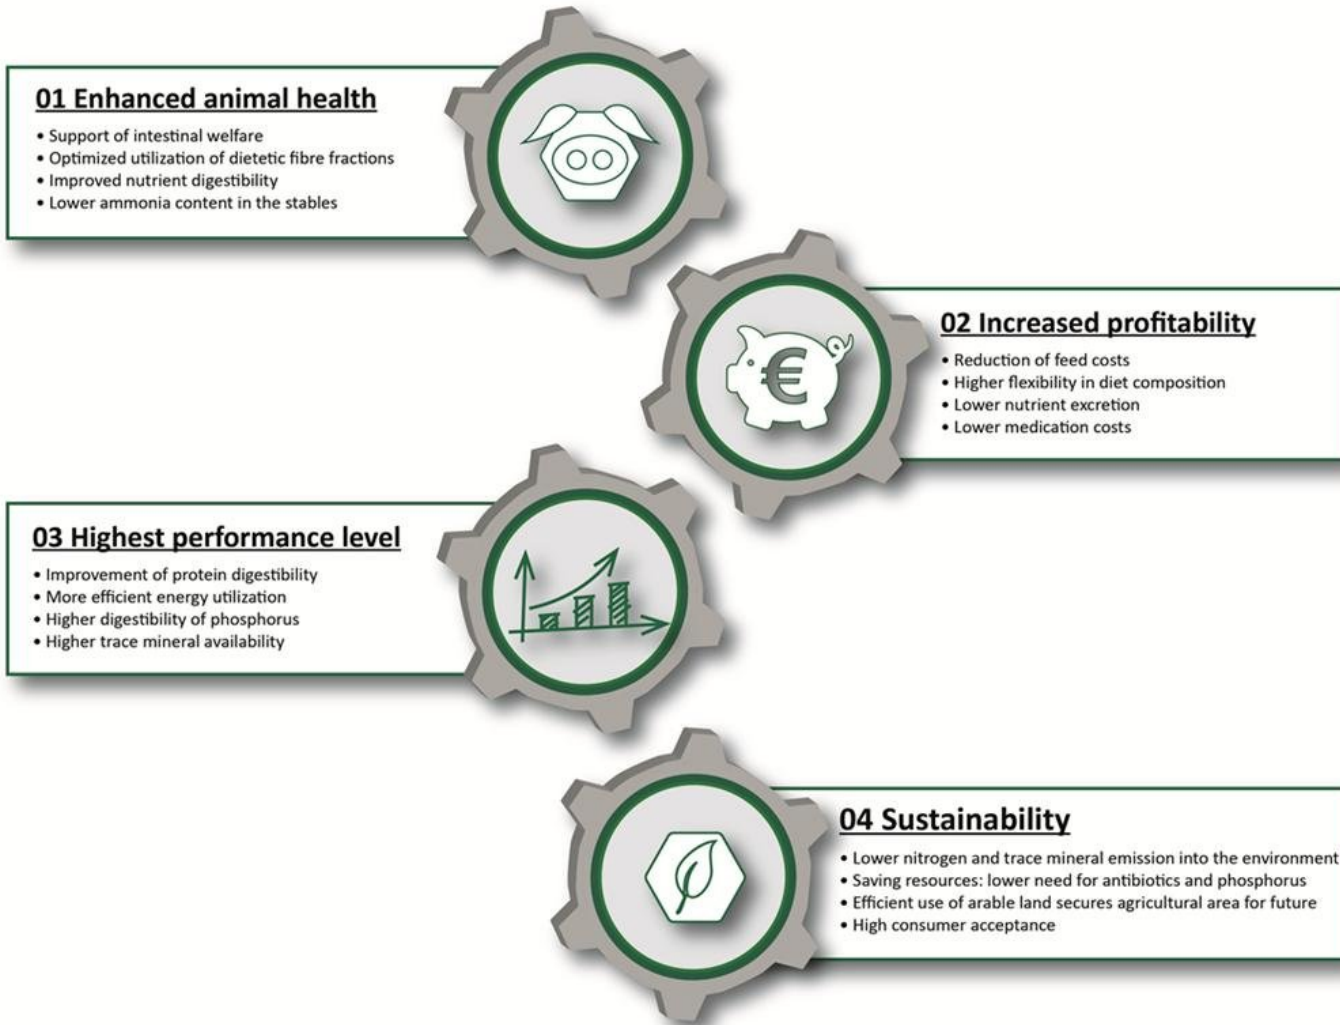 01 Enhanced animal health
• Support of intestinal welfare
• Optimized utilization of dietetic fibre fractions
• Improved nutrient digestibility
• Lower ammonia content in the stables
02 Increased profitability
• Reduction of feed costs
• Higher flexibility in diet composition
• Lower nutrient excretion
• Lower medication costs
€
03 Highest performance level
• Improvement of protein digestibility
• More efficient energy utilization
• Higher digestibility of phosphorus
• Higher trace mineral availability
04 Sustainability
• Lower nitrogen and trace mineral emission into the environment
• Saving resources: lower need for antibiotics and phosphorus
• Efficient use of arable land secures agricultural area for future
• High consumer acceptance